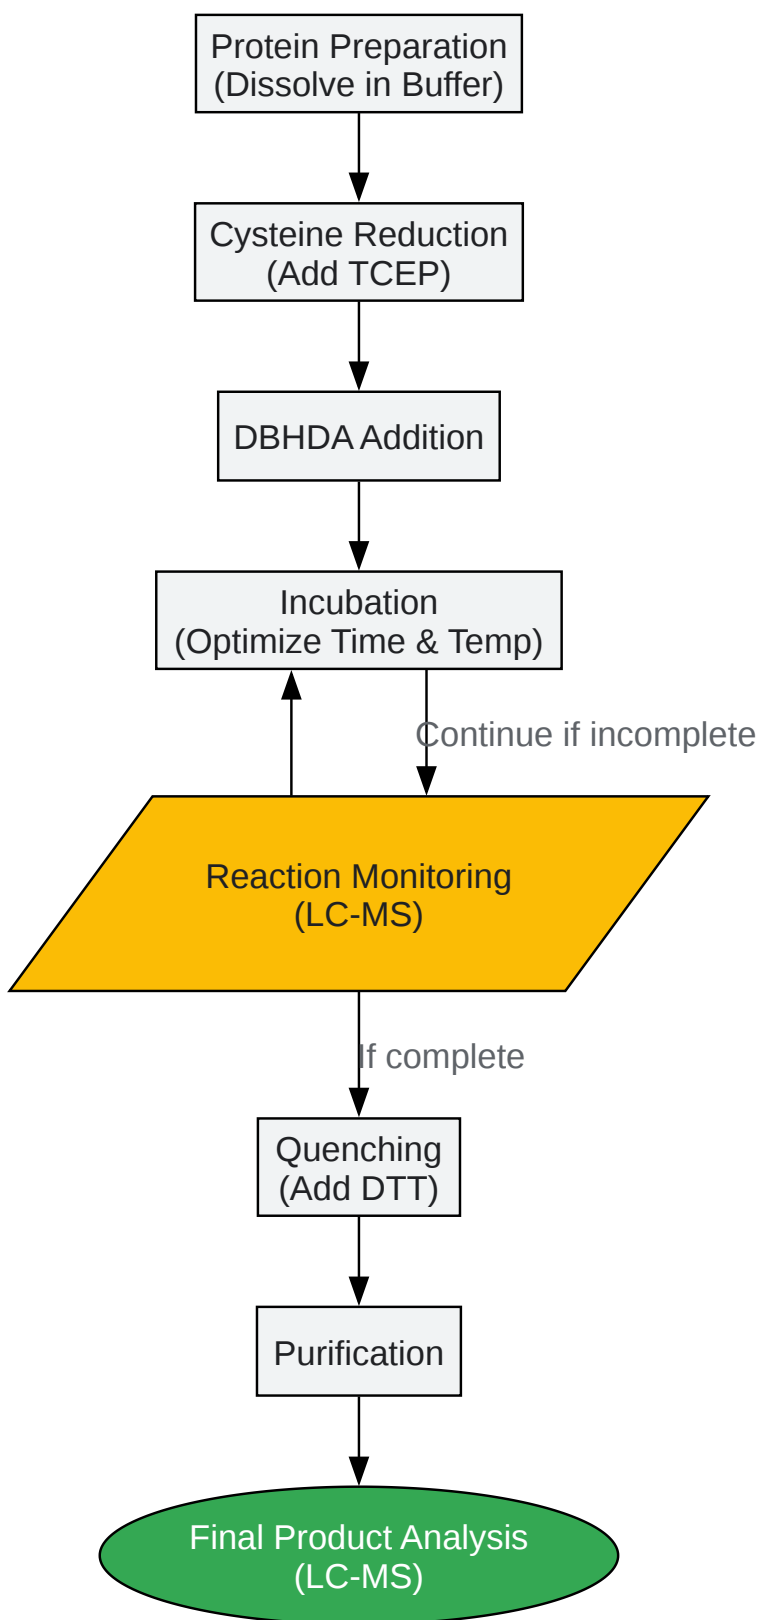 Protein Preparation
(Dissolve in Buffer)
Cysteine Reduction
(Add TCEP)
DBHDA Addition
Incubation
(Optimize Time & Temp)
Continue if incomplete
Reaction Monitoring
(LC-MS)
If complete
Quenching
(Add DTT)
Purification
Final Product Analysis
(LC-MS)